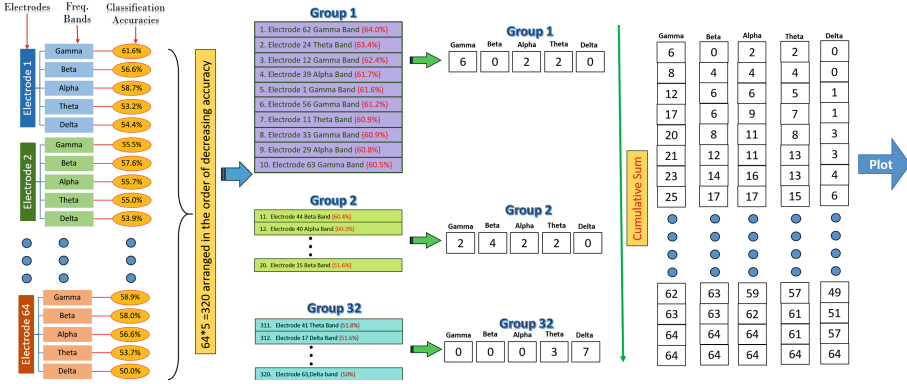 Electrodes
Freq.
Bands
Classification
Accuracies
Electrode 1
Gamma 61.6%
Beta 56.6%
Alpha 58.7%
Theta 53.2%
Delta 54.4%
Electrode 2
Gamma 55.5%
Beta 57.6%
Alpha 55.7%
Theta 55.0%
Delta 53.9%
Electrode 64
Gamma 58.9%
Beta 58.0%
Alpha 56.6%
Theta 53.7%
Delta 50.0%
64*5 =320 arranged in the order of decreasing accuracy
Group 1
1. Electrode 62 Gamma Band (64.0%)
2. Electrode 24 Theta Band (63.4%)
3. Electrode 12 Gamma Band (62.4%)
4. Electrode 39 Alpha Band (61.7%)
5. Electrode 1 Gamma Band (61.6%)
6. Electrode 56 Gamma Band (61.2%)
7. Electrode 11 Theta Band (60.9%)
8. Electrode 33 Gamma Band (60.9%)
9. Electrode 29 Alpha Band (60.8%)
10. Electrode 63 Gamma Band (60.5%)
Group 2
11. Electrode 44 Beta Band (60.4%)
12. Electrode 40 Alpha Band (60.3%)
20. Electrode 15 Beta Band (51.6%)
Group 32
311. Electrode 41 Theta Band (51.8%)
312. Electrode 17 Delta Band (51.6%)
320. Electrode 63,Delta band (50%)
Group 1
Gamma Beta Alpha Theta Delta
6 0 2 2 0
Group 2
Gamma Beta Alpha Theta Delta
2 4 2 2 0
Group 32
Gamma Beta Alpha Theta Delta
0 0 0 3 7
Cumulative Sum
Gamma Beta Alpha Theta Delta
6 0 2 2 0
8 4 4 4 0
12 6 6 5 1
17 6 9 7 1
20 8 11 8 3
21 12 11 13 3
23 14 16 13 4
25 17 17 15 6
62 63 59 57 49
63 63 62 61 51
64 64 64 61 57
64 64 64 64 64
Plot